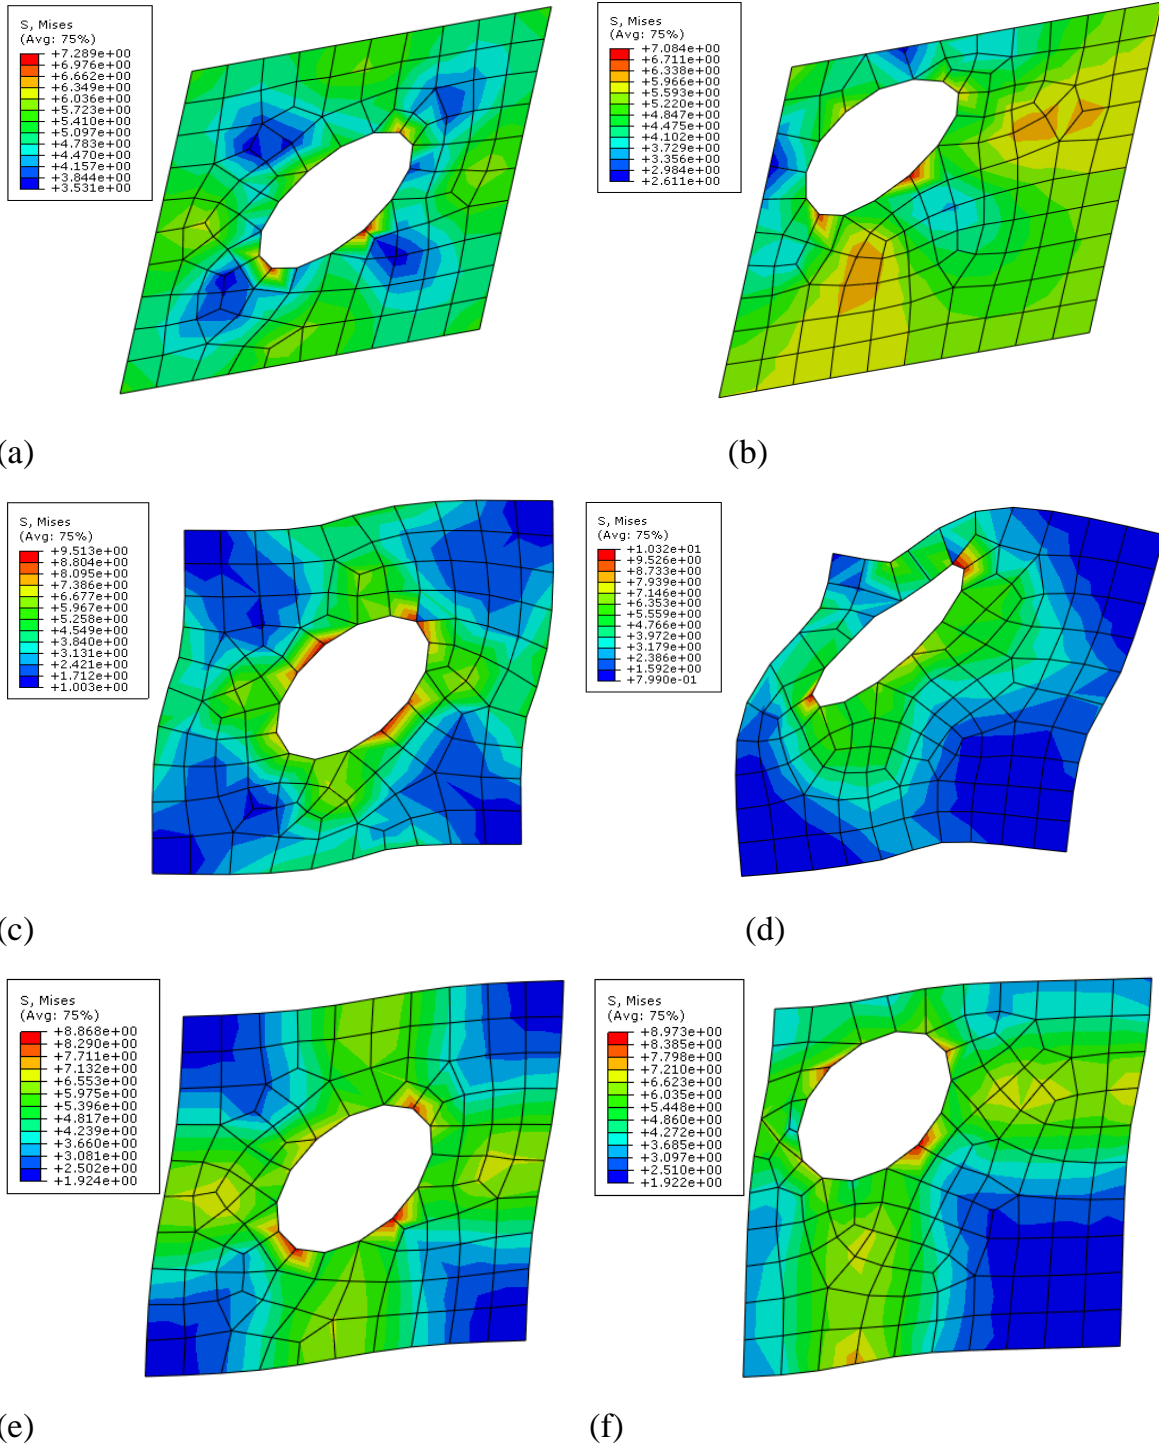 S, Mises
(Avg: 75%)
+7.289e+00
+6.976e+00
+6.662e+00
+6.349e+00
+6.036e+00
+5.723e+00
+5.410e+00
+5.097e+00
+4.783e+00
+4.470e+00
+4.157e+00
+3.844e+00
+3.531e+00
S, Mises
(Avg: 75%)
+7.084e+00
+6.711e+00
+6.338e+00
+5.966e+00
+5.593e+00
+5.220e+00
+4.847e+00
+4.475e+00
+4.102e+00
+3.729e+00
+3.356e+00
+2.984e+00
+2.611e+00
(a)
(b)
S, Mises
(Avg: 75%)
+9.513e+00
+8.804e+00
+8.095e+00
+7.386e+00
+6.677e+00
+5.967e+00
+5.258e+00
+4.549e+00
+3.840e+00
+3.131e+00
+2.421e+00
+1.712e+00
+1.003e+00
S, Mises
(Avg: 75%)
+1.032e+01
+9.526e+00
+8.733e+00
+7.939e+00
+7.146e+00
+6.353e+00
+5.559e+00
+4.766e+00
+3.972e+00
+3.179e+00
+2.386e+00
+1.592e+00
+7.990e-01
(c)
(d)
S, Mises
(Avg: 75%)
+8.868e+00
+8.290e+00
+7.711e+00
+7.132e+00
+6.553e+00
+5.975e+00
+5.396e+00
+4.817e+00
+4.239e+00
+3.660e+00
+3.081e+00
+2.502e+00
+1.924e+00
S, Mises
(Avg: 75%)
+8.973e+00
+8.385e+00
+7.798e+00
+7.210e+00
+6.623e+00
+6.035e+00
+5.448e+00
+4.860e+00
+4.272e+00
+3.685e+00
+3.097e+00
+2.510e+00
+1.922e+00
(e)
(f)